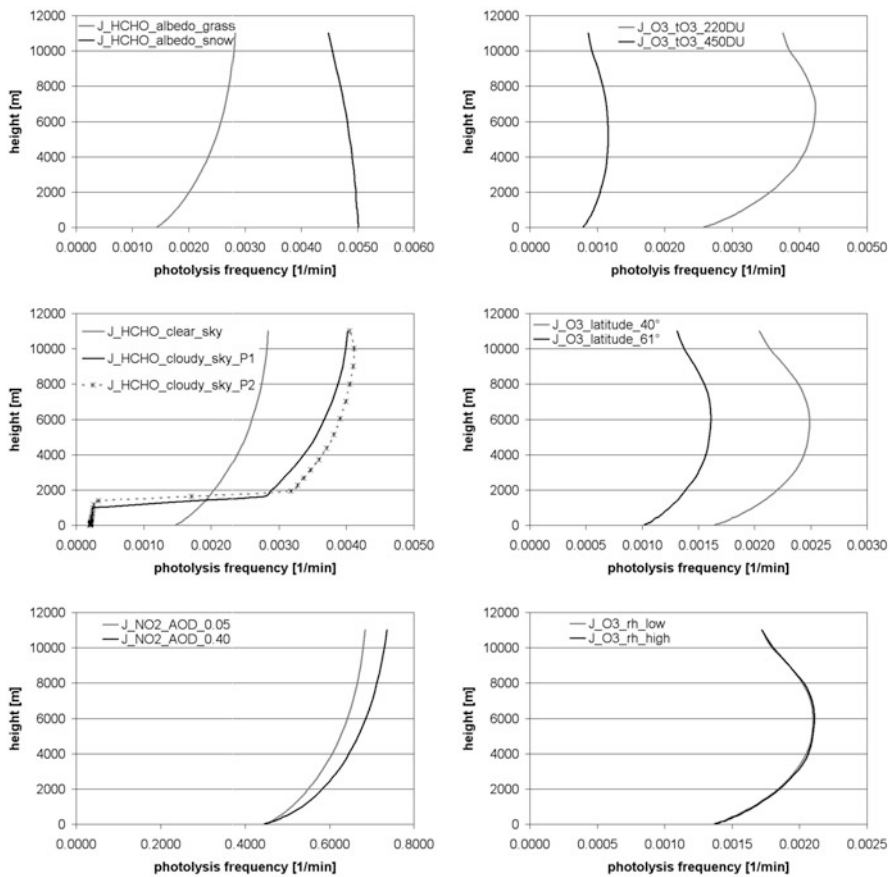 12000
10000
8000
6000
4000
2000
0
height [m]
J_HCHO_albedo_grass
J_HCHO_albedo_snow
0.0000 0.0010 0.0020 0.0030 0.0040 0.0050 0.0060
photolysis frequency [1/min]
12000
10000
8000
6000
4000
2000
0
height [m]
J_O3_tO3_220DU
J_O3_tO3_450DU
0.0000 0.0010 0.0020 0.0030 0.0040 0.0050
photolysis frequency [1/min]
12000
10000
8000
6000
4000
2000
0
height [m]
J_HCHO_clear_sky
J_HCHO_cloudy_sky_P1
J_HCHO_cloudy_sky_P2
0.0000 0.0010 0.0020 0.0030 0.0040 0.0050
photolysis frequency [1/min]
12000
10000
8000
6000
4000
2000
0
height [m]
J_O3_latitude_40°
J_O3_latitude_61°
0.0000 0.0005 0.0010 0.0015 0.0020 0.0025 0.0030
photolysis frequency [1/min]
12000
10000
8000
6000
4000
2000
0
height [m]
J_NO2_AOD_0.05
J_NO2_AOD_0.40
0.0000 0.2000 0.4000 0.6000 0.8000
photolysis frequency [1/min]
12000
10000
8000
6000
4000
2000
0
height [m]
J_O3_rh_low
J_O3_rh_high
0.0000 0.0005 0.0010 0.0015 0.0020 0.0025
photolysis frequency [1/min]